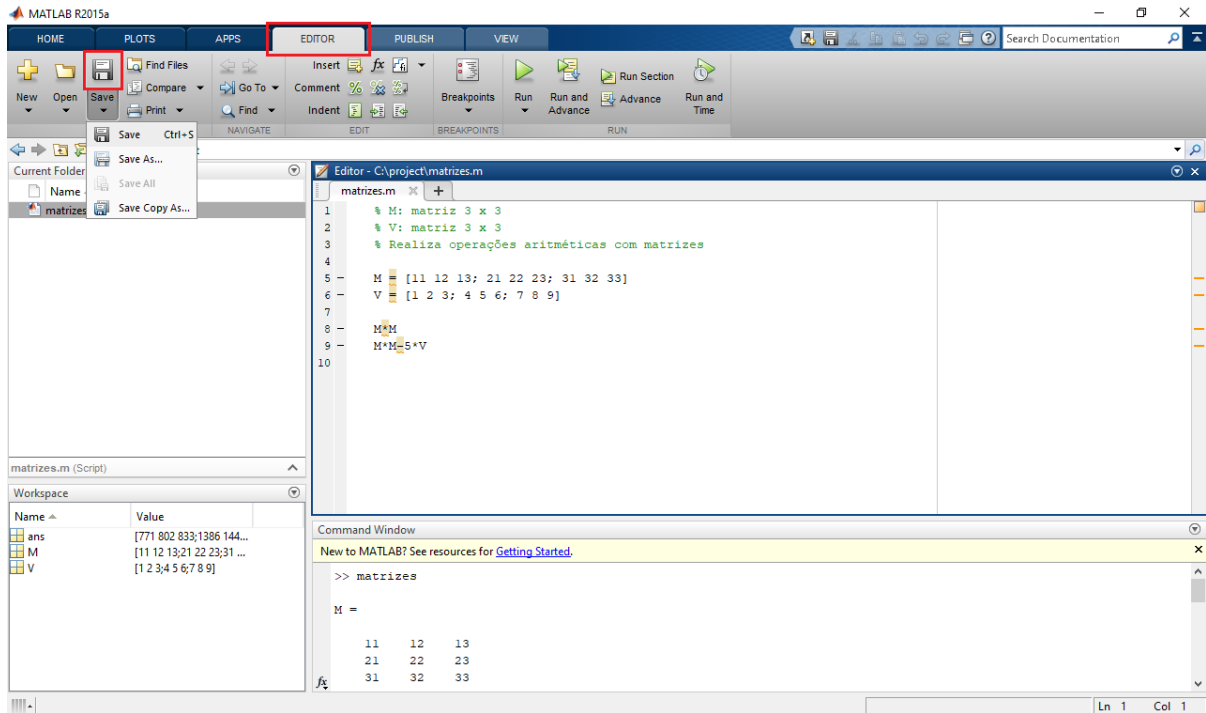 MATLAB R2015a
HOME PLOTS APPS EDITOR PUBLISH VIEW Search Documentation
New Open Save Find Files Compare Print Go To Find Insert fx Comment % Indent Breakpoints Run Run and Advance Run Section Advance Run and Time
NAVIGATE EDIT BREAKPOINTS RUN
Save Ctrl+S
Save As...
Save All
Save Copy As...
Current Folder
Name
matrizes
matrizes.m (Script)
Workspace
Name Value
ans [771 802 833;1386 144...
M [11 12 13;21 22 23;31 ...
V [1 2 3;4 5 6;7 8 9]
Editor - C:\project\matrizes.m
matrizes.m +
1 % M: matriz 3 x 3
2 % V: matriz 3 x 3
3 % Realiza operações aritméticas com matrizes
4
5 – M = [11 12 13; 21 22 23; 31 32 33]
6 – V = [1 2 3; 4 5 6; 7 8 9]
7
8 – M*M
9 – M*M-5*V
10
Command Window
New to MATLAB? See resources for Getting Started.
>> matrizes
M =
11 12 13
21 22 23
31 32 33
fx
Ln 1 Col 1